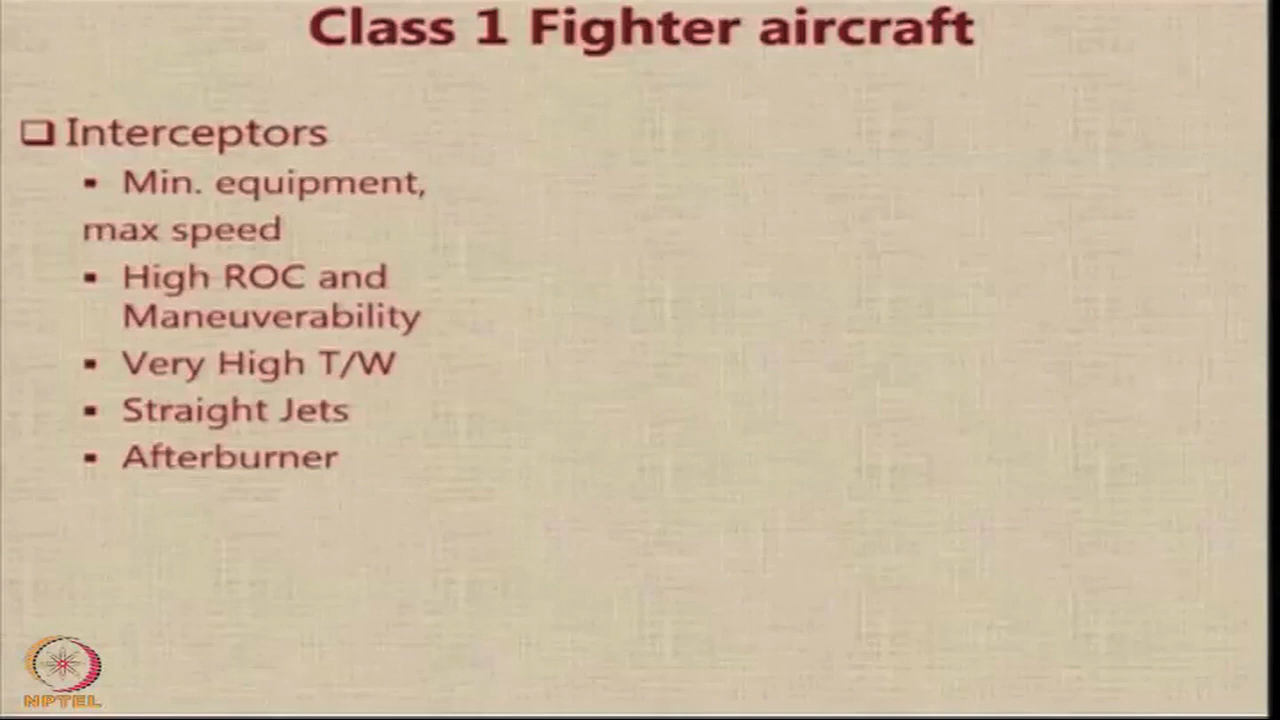 Class 1 Fighter aircraft
Interceptors
Min. equipment,
max speed
High ROC and
Maneuverability
Very High T/W
Straight Jets
Afterburner
NPTEL